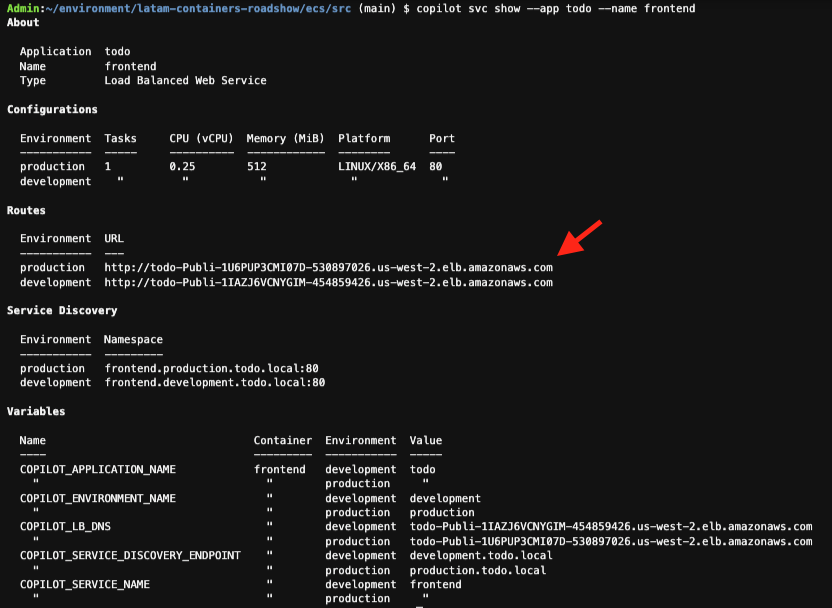 Admin:~/environment/latam-containers-roadshow/ecs/src (main) $ copilot svc show --app todo --name frontend
About
Application todo
Name frontend
Type Load Balanced Web Service
Configurations
Environment Tasks CPU (vCPU) Memory (MiB) Platform Port
----------- ----- ---------- ------------ -------- ----
production 1 0.25 512 LINUX/X86_64 80
development " " " " "
Routes
Environment URL
----------- ---
production http://todo-Publi-1U6PUP3CMI07D-530897026.us-west-2.elb.amazonaws.com
development http://todo-Publi-1IAZJ6VCNYGIM-454859426.us-west-2.elb.amazonaws.com
Service Discovery
Environment Namespace
----------- ---------
production frontend.production.todo.local:80
development frontend.development.todo.local:80
Variables
Name Container Environment Value
---- --------- ----------- -----
COPILOT_APPLICATION_NAME frontend development todo
" " production "
COPILOT_ENVIRONMENT_NAME " development development
" " production production
COPILOT_LB_DNS " development todo-Publi-1IAZJ6VCNYGIM-454859426.us-west-2.elb.amazonaws.com
" " production todo-Publi-1U6PUP3CMI07D-530897026.us-west-2.elb.amazonaws.com
COPILOT_SERVICE_DISCOVERY_ENDPOINT " development development.todo.local
" " production production.todo.local
COPILOT_SERVICE_NAME " development frontend
" " production "